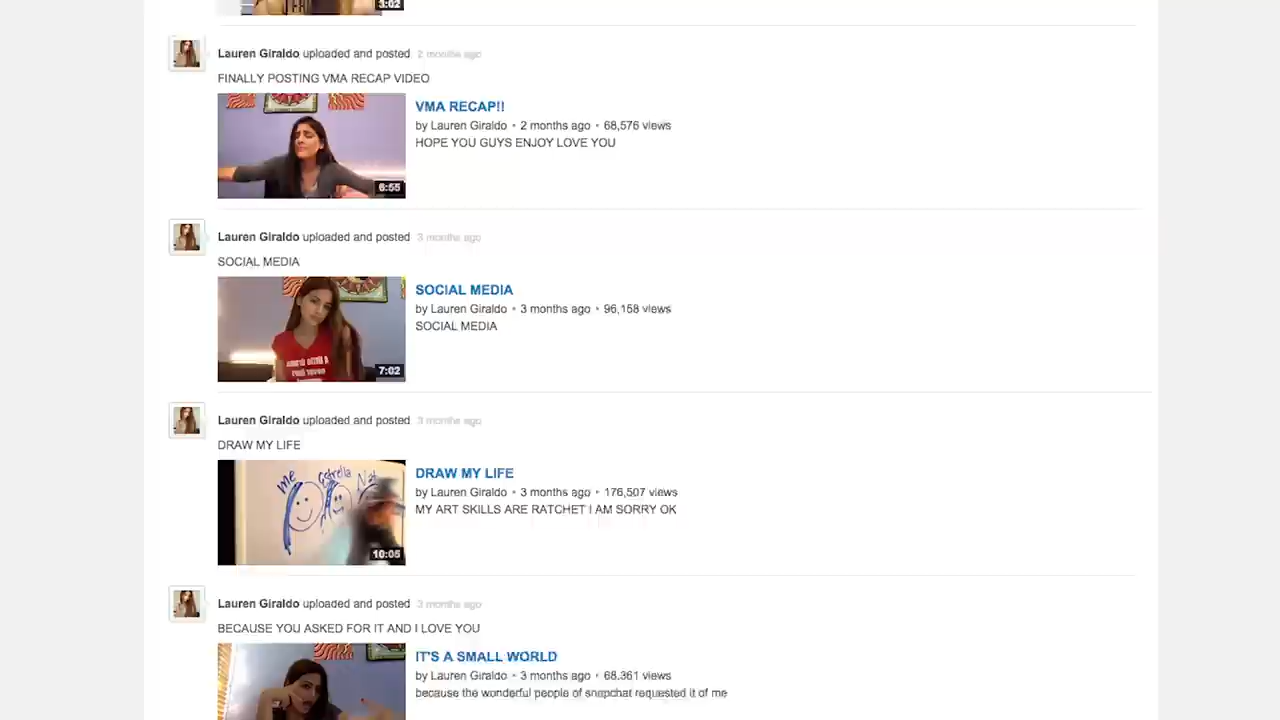 3:02
Lauren Giraldo uploaded and posted 2 months ago
FINALLY POSTING VMA RECAP VIDEO
VMA RECAP!!
by Lauren Giraldo • 2 months ago • 68,576 views
HOPE YOU GUYS ENJOY LOVE YOU
6:55
Lauren Giraldo uploaded and posted 3 months ago
SOCIAL MEDIA
SOCIAL MEDIA
by Lauren Giraldo • 3 months ago • 96,158 views
SOCIAL MEDIA
7:02
Lauren Giraldo uploaded and posted 3 months ago
DRAW MY LIFE
me
DRAW MY LIFE
by Lauren Giraldo • 3 months ago • 176,507 views
MY ART SKILLS ARE RATCHET I AM SORRY OK
10:05
Lauren Giraldo uploaded and posted 3 months ago
BECAUSE YOU ASKED FOR IT AND I LOVE YOU
IT'S A SMALL WORLD
by Lauren Giraldo • 3 months ago • 68,361 views
because the wonderful people of snapchat requested it of me